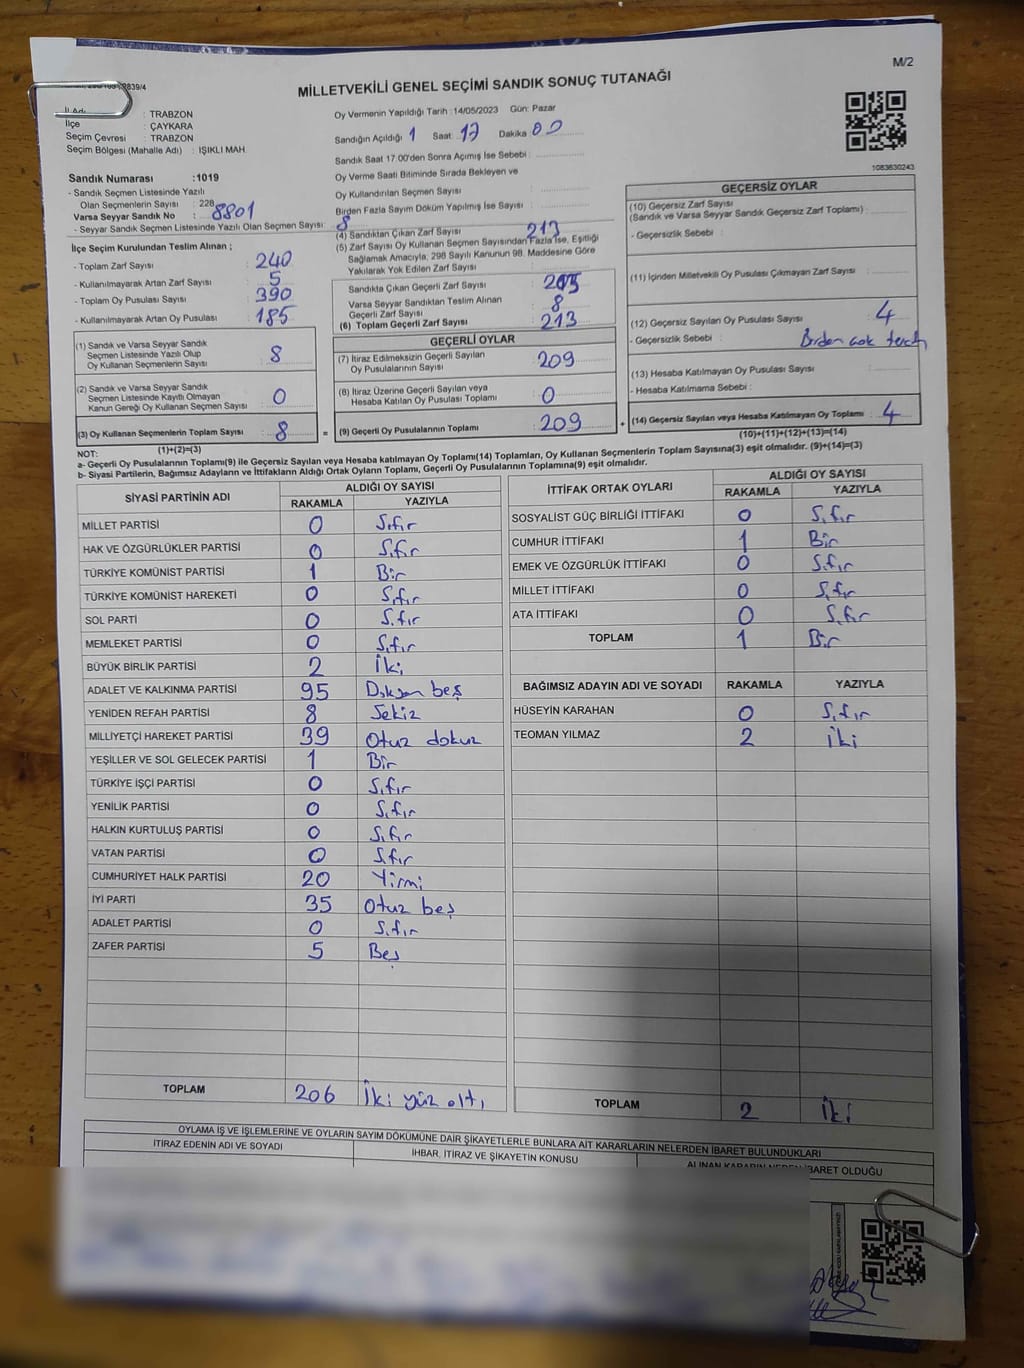 M/2
MİLLETVEKİLİ GENEL SEÇİMİ SANDIK SONUÇ TUTANAĞI
839/4
İl Adı : TRABZON
İlçe : ÇAYKARA
Seçim Çevresi : TRABZON
Seçim Bölgesi (Mahalle Adı) : IŞIKLI MAH.
Oy Vermenin Yapıldığı Tarih : 14/05/2023 Gün: Pazar
Sandığın Açıldığı 1 Saat : 17 Dakika : 00
Sandık Saat 17:00'den Sonra Açılmış İse Sebebi :
Oy Verme Saati Bitiminde Sırada Bekleyen ve
Oy Kullandırılan Seçmen Sayısı :
Birden Fazla Sayım Döküm Yapılmış İse Sayısı :
1083630243
Sandık Numarası : 1019
- Sandık Seçmen Listesinde Yazılı
Olan Seçmenlerin Sayısı : 228
Varsa Seyyar Sandık No : 8801
- Seyyar Sandık Seçmen Listesinde Yazılı Olan Seçmen Sayısı : 8
İlçe Seçim Kurulundan Teslim Alınan ;
- Toplam Zarf Sayısı : 240
- Kullanılmayarak Artan Zarf Sayısı : 5
- Toplam Oy Pusulası Sayısı : 390
- Kullanılmayarak Artan Oy Pusulası : 185
(1) Sandık ve Varsa Seyyar Sandık
Seçmen Listesinde Yazılı Olup
Oy Kullanan Seçmenlerin Sayısı : 8
(2) Sandık ve Varsa Seyyar Sandık
Seçmen Listesinde Kayıtlı Olmayan
Kanun Gereği Oy Kullanan Seçmen Sayısı : 0
(3) Oy Kullanan Seçmenlerin Toplam Sayısı : 8
(1)+(2)=(3)
(4) Sandıktan Çıkan Zarf Sayısı : 213
(5) Zarf Sayısı Oy Kullanan Seçmen Sayısından Fazla İse, Eşitliği
Sağlamak Amacıyla; 298 Sayılı Kanunun 98. Maddesine Göre
Yakılarak Yok Edilen Zarf Sayısı :
Sandıkta Çıkan Geçerli Zarf Sayısı : 205
Varsa Seyyar Sandıktan Teslim Alınan
Geçerli Zarf Sayısı : 8
(6) Toplam Geçerli Zarf Sayısı : 213
GEÇERLİ OYLAR
(7) İtiraz Edilmeksizin Geçerli Sayılan
Oy Pusulalarının Sayısı : 209
(8) İtiraz Üzerine Geçerli Sayılan veya
Hesaba Katılan Oy Pusulası Toplamı : 0
= (9) Geçerli Oy Pusulalarının Toplamı : 209 +
GEÇERSİZ OYLAR
(10) Geçersiz Zarf Sayısı
(Sandık ve Varsa Seyyar Sandık Geçersiz Zarf Toplamı) :
- Geçersizlik Sebebi :
(11) İçinden Milletvekili Oy Pusulası Çıkmayan Zarf Sayısı :
(12) Geçersiz Sayılan Oy Pusulası Sayısı : 4
- Geçersizlik Sebebi : Birden çok tercih
(13) Hesaba Katılmayan Oy Pusulası Sayısı :
- Hesaba Katılmama Sebebi :
(14) Geçersiz Sayılan veya Hesaba Katılmayan Oy Toplamı : 4
(10)+(11)+(12)+(13)=(14)
NOT:
a- Geçerli Oy Pusulalarının Toplamı(9) ile Geçersiz Sayılan veya Hesaba katılmayan Oy Toplamı(14) Toplamları, Oy Kullanan Seçmenlerin Toplam Sayısına(3) eşit olmalıdır. (9)+(14)=(3)
b- Siyasi Partilerin, Bağımsız Adayların ve İttifakların Aldığı Ortak Oyların Toplamı, Geçerli Oy Pusulalarının Toplamına(9) eşit olmalıdır.
SİYASİ PARTİNİN ADI ALDIĞI OY SAYISI
RAKAMLA YAZIYLA
MİLLET PARTİSİ 0 Sıfır
HAK VE ÖZGÜRLÜKLER PARTİSİ 0 Sıfır
TÜRKİYE KOMÜNİST PARTİSİ 1 Bir
TÜRKİYE KOMÜNİST HAREKETİ 0 Sıfır
SOL PARTİ 0 Sıfır
MEMLEKET PARTİSİ 0 Sıfır
BÜYÜK BİRLİK PARTİSİ 2 İki
ADALET VE KALKINMA PARTİSİ 95 Doksan beş
YENİDEN REFAH PARTİSİ 8 Sekiz
MİLLİYETÇİ HAREKET PARTİSİ 39 Otuz dokuz
YEŞİLLER VE SOL GELECEK PARTİSİ 1 Bir
TÜRKİYE İŞÇİ PARTİSİ 0 Sıfır
YENİLİK PARTİSİ 0 Sıfır
HALKIN KURTULUŞ PARTİSİ 0 Sıfır
VATAN PARTİSİ 0 Sıfır
CUMHURİYET HALK PARTİSİ 20 Yirmi
İYİ PARTİ 35 Otuz beş
ADALET PARTİSİ 0 Sıfır
ZAFER PARTİSİ 5 Beş
TOPLAM 206 İki yüz altı
İTTİFAK ORTAK OYLARI ALDIĞI OY SAYISI
RAKAMLA YAZIYLA
SOSYALİST GÜÇ BİRLİĞİ İTTİFAKI 0 Sıfır
CUMHUR İTTİFAKI 1 Bir
EMEK VE ÖZGÜRLÜK İTTİFAKI 0 Sıfır
MİLLET İTTİFAKI 0 Sıfır
ATA İTTİFAKI 0 Sıfır
TOPLAM 1 Bir
BAĞIMSIZ ADAYIN ADI VE SOYADI RAKAMLA YAZIYLA
HÜSEYİN KARAHAN 0 Sıfır
TEOMAN YILMAZ 2 İki
TOPLAM 2 İki
OYLAMA İŞ VE İŞLEMLERİNE VE OYLARIN SAYIM DÖKÜMÜNE DAİR ŞİKAYETLERLE BUNLARA AİT KARARLARIN NELERDEN İBARET BULUNDUKLARI
İTİRAZ EDENİN ADI VE SOYADI İHBAR, İTİRAZ VE ŞİKAYETİN KONUSU ALINAN KARARIN NEDEN İBARET OLDUĞU